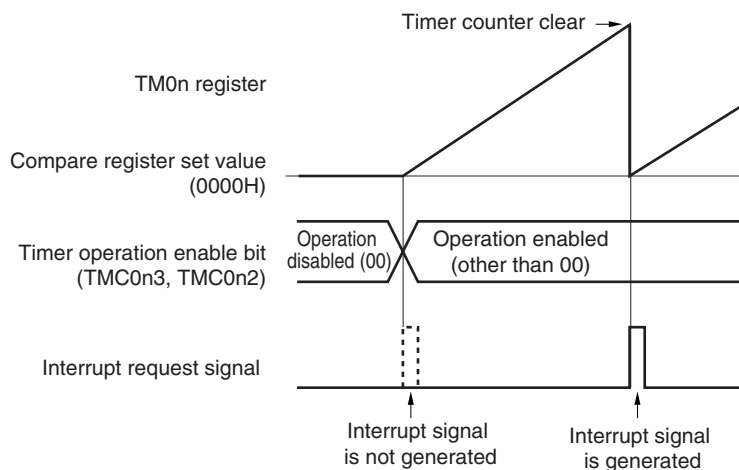 Timer counter clear
TM0n register
Compare register set value
(0000H)
Timer operation enable bit
(TMC0n3, TMC0n2)
Operation
disabled (00)
Operation enabled
(other than 00)
Interrupt request signal
Interrupt signal
is not generated
Interrupt signal
is generated